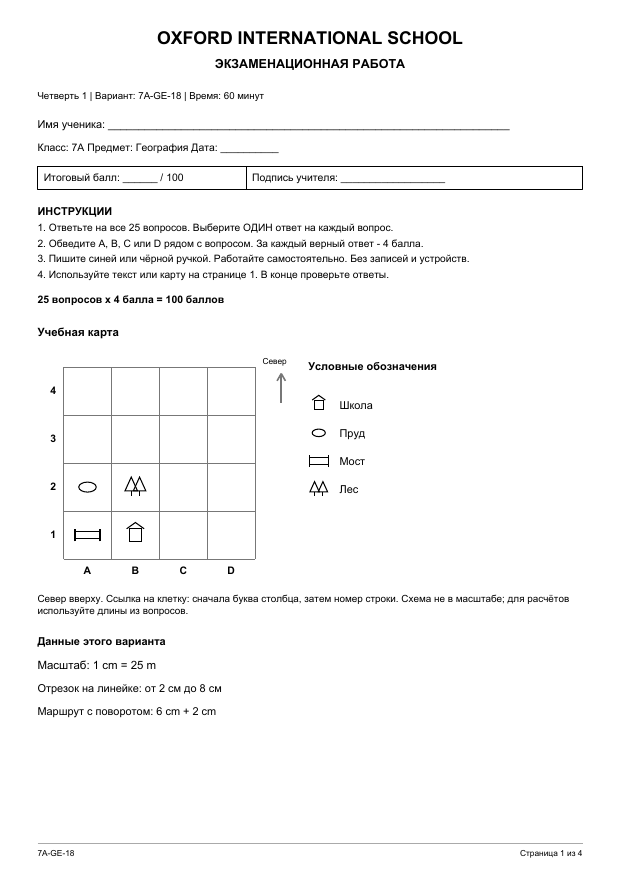 OXFORD INTERNATIONAL SCHOOL
ЭКЗАМЕНАЦИОННАЯ РАБОТА
Четверть 1 | Вариант: 7A-GE-18 | Время: 60 минут
Имя ученика: ______________________________________________________________________
Класс: 7A Предмет: География Дата: __________
Итоговый балл: ______ / 100
Подпись учителя: __________________
ИНСТРУКЦИИ
1. Ответьте на все 25 вопросов. Выберите ОДИН ответ на каждый вопрос.
2. Обведите A, B, C или D рядом с вопросом. За каждый верный ответ - 4 балла.
3. Пишите синей или чёрной ручкой. Работайте самостоятельно. Без записей и устройств.
4. Используйте текст или карту на странице 1. В конце проверьте ответы.
25 вопросов x 4 балла = 100 баллов
Учебная карта
Север
4
3
2
1
A B C D
Условные обозначения
Школа
Пруд
Мост
Лес
Север вверху. Ссылка на клетку: сначала буква столбца, затем номер строки. Схема не в масштабе; для расчётов
используйте длины из вопросов.
Данные этого варианта
Масштаб: 1 cm = 25 m
Отрезок на линейке: от 2 см до 8 см
Маршрут с поворотом: 6 cm + 2 cm
7A-GE-18
Страница 1 из 4